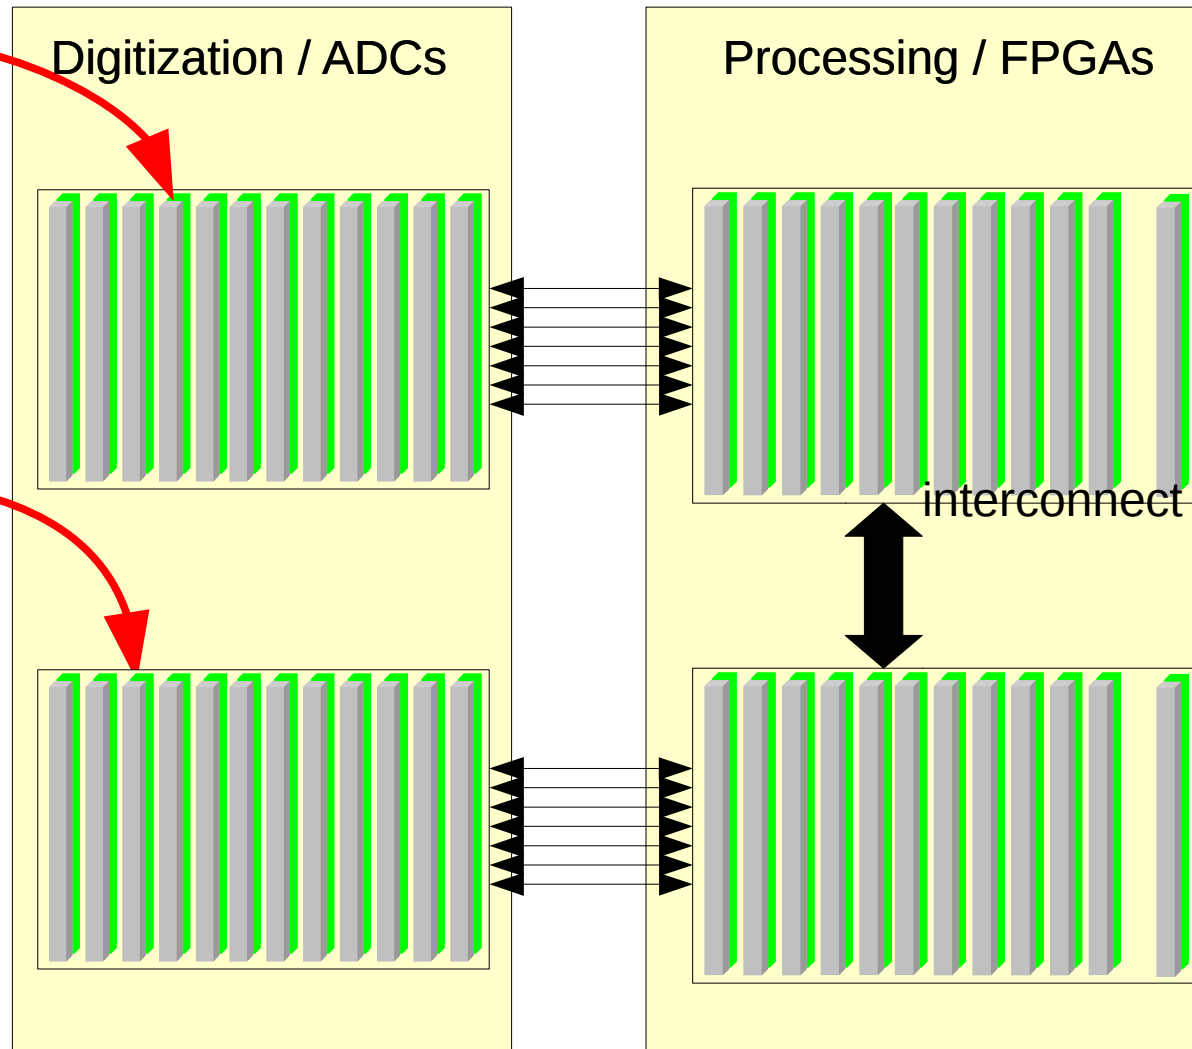 Digitization / ADCs
Processing / FPGAs
interconnect